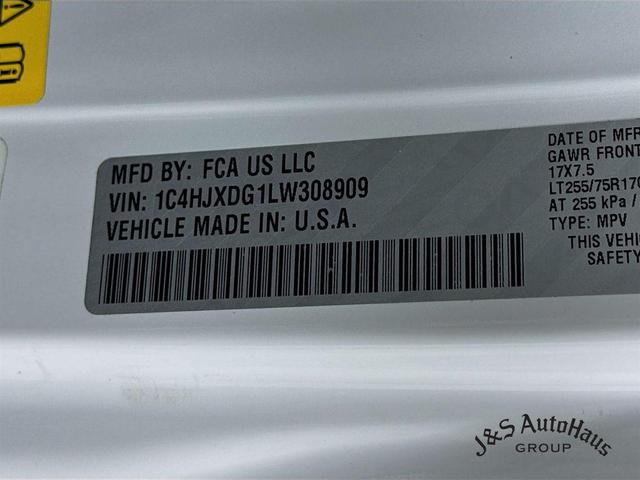 MFD BY: FCA US LLC
VIN: 1C4HJXDG1LW308909
VEHICLE MADE IN: U.S.A.
DATE OF MFR
GAWR FRONT
17X7.5
LT255/75R17C
AT 255 kPa /
TYPE: MPV
THIS VEHIC
SAFETY
J&S AutoHaus
GROUP